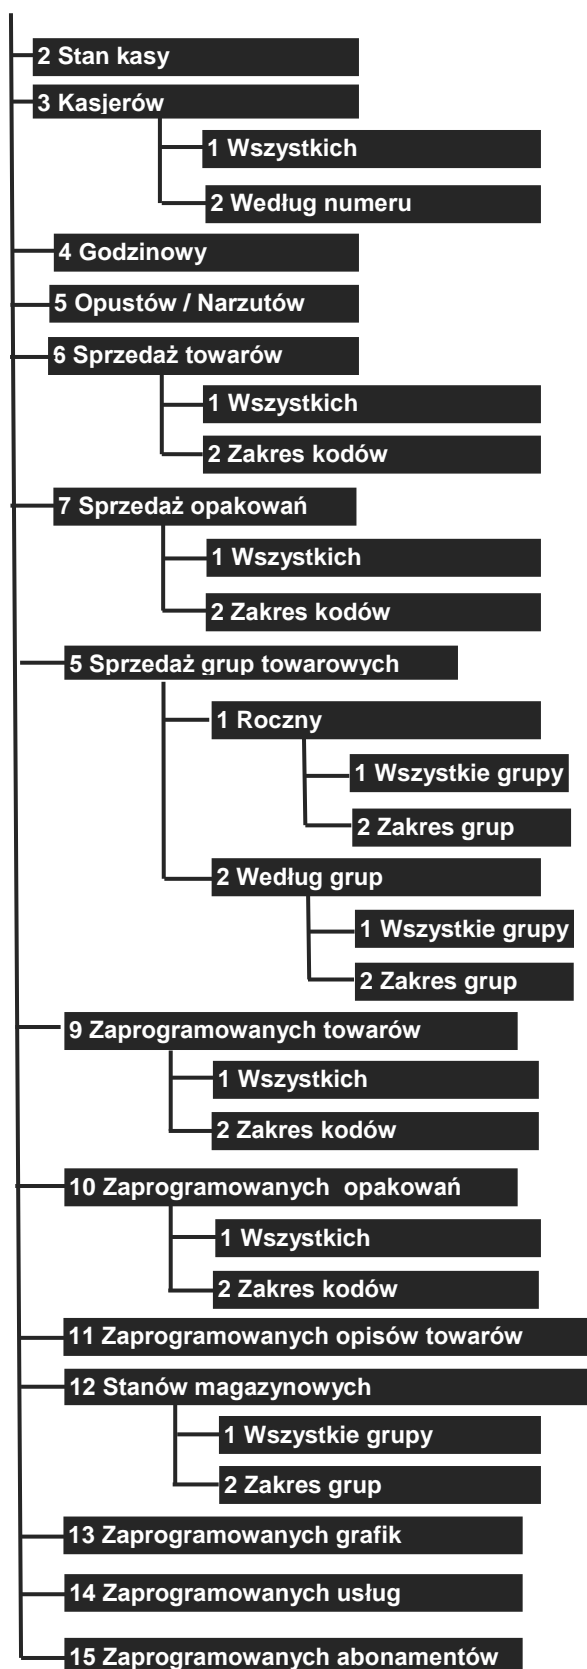 2 Stan kasy
3 Kasjerów
1 Wszystkich
2 Według numeru
4 Godzinowy
5 Opustów / Narzutów
6 Sprzedaż towarów
1 Wszystkich
2 Zakres kodów
7 Sprzedaż opakowań
1 Wszystkich
2 Zakres kodów
5 Sprzedaż grup towarowych
1 Roczny
1 Wszystkie grupy
2 Zakres grup
2 Według grup
1 Wszystkie grupy
2 Zakres grup
9 Zaprogramowanych towarów
1 Wszystkich
2 Zakres kodów
10 Zaprogramowanych opakowań
1 Wszystkich
2 Zakres kodów
11 Zaprogramowanych opisów towarów
12 Stanów magazynowych
1 Wszystkie grupy
2 Zakres grup
13 Zaprogramowanych grafik
14 Zaprogramowanych usług
15 Zaprogramowanych abonamentów